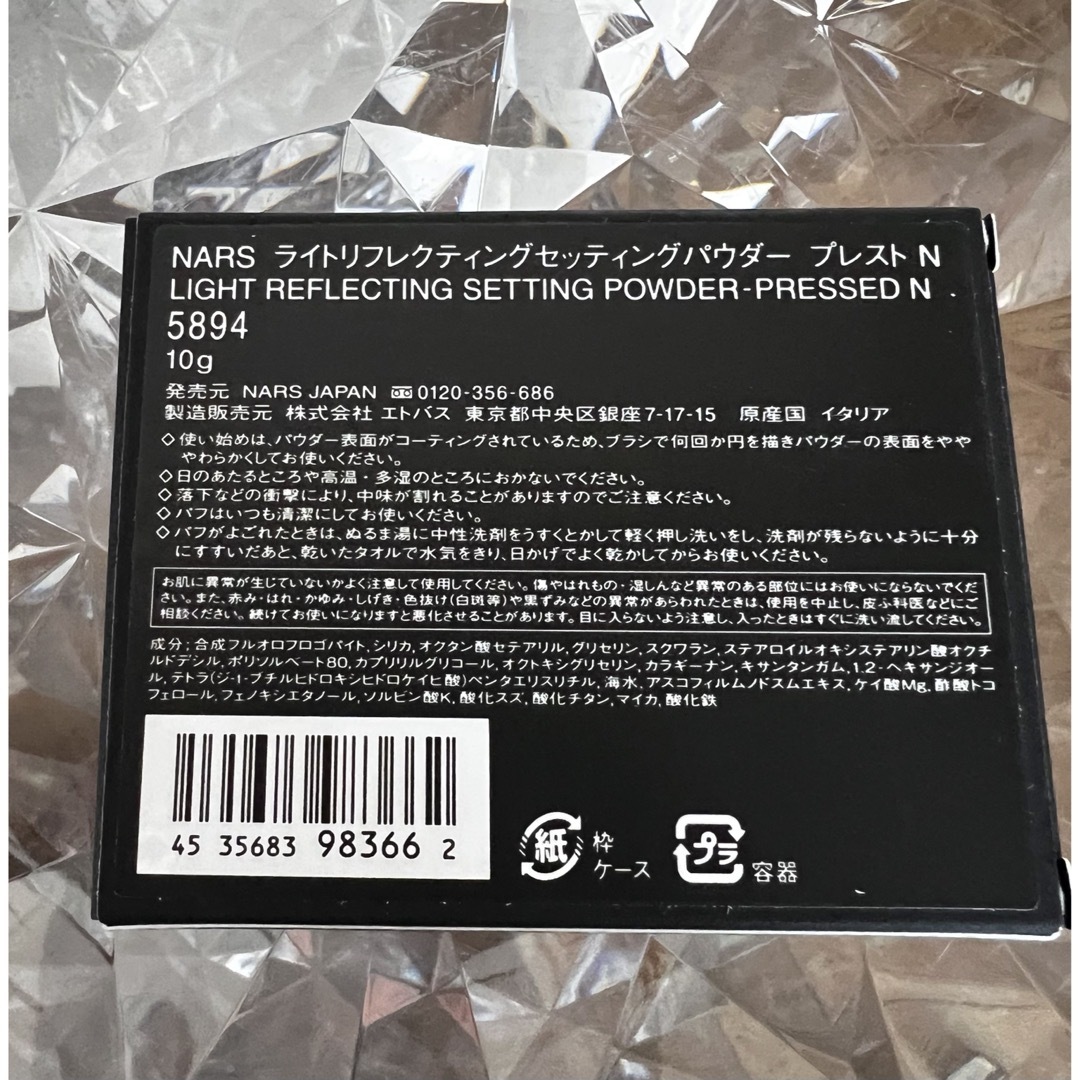 NARS ライトリフレクティングセッティングパウダー プレスト N
LIGHT REFLECTING SETTING POWDER-PRESSED N
5894
10g
発売元 NARS JAPAN 0120-356-686
製造販売元 株式会社 エトバス 東京都中央区銀座7-17-15 原産国 イタリア
◇使い始めは、パウダー表面がコーティングされているため、ブラシで何回か円を描きパウダーの表面をやや
やわらかくしてお使いください。
◇日のあたるところや高温・多湿のところにおかないでください。
◇落下などの衝撃により、中味が割れることがありますのでご注意ください。
◇パフはいつも清潔にしてお使いください。
◇パフがよごれたときは、ぬるま湯に中性洗剤をうすくとかして軽く押し洗いをし、洗剤が残らないように十分
にすすいだあと、乾いたタオルで水気をきり、日かげでよく乾かしてからお使いください。
お肌に異常が生じていないかよく注意して使用してください。傷やはれもの・湿しんなど異常のある部位にはお使いにならないでくだ
さい。また、赤み・はれ・かゆみ・しげき・色抜け(白斑等)や黒ずみなどの異常があらわれたときは、使用を中止し、皮ふ科医などにご
相談ください。続けてお使いになりますと悪化させることがあります。目に入らないよう注意し、入ったときはすぐに洗い流してください。
成分:合成フルオロフロゴパイト,シリカ,オクタン酸セテアリル,グリセリン,スクワラン,ステアロイルオキシステアリン酸オクチ
ルドデシル,ポリソルベート80,カプリリルグリコール,オクトキシグリセリン,カラギーナン,キサンタンガム,1,2-ヘキサンジオー
ル,テトラ(ジ-t-ブチルヒドロキシヒドロケイヒ酸)ペンタエリスリチル,海水,アスコフィルムノドスムエキス,ケイ酸Mg,酢酸トコ
フェロール,フェノキシエタノール,ソルビン酸K,酸化スズ,酸化チタン,マイカ,酸化鉄
45 35683 98366 2
紙 枠
ケース
プラ 容器